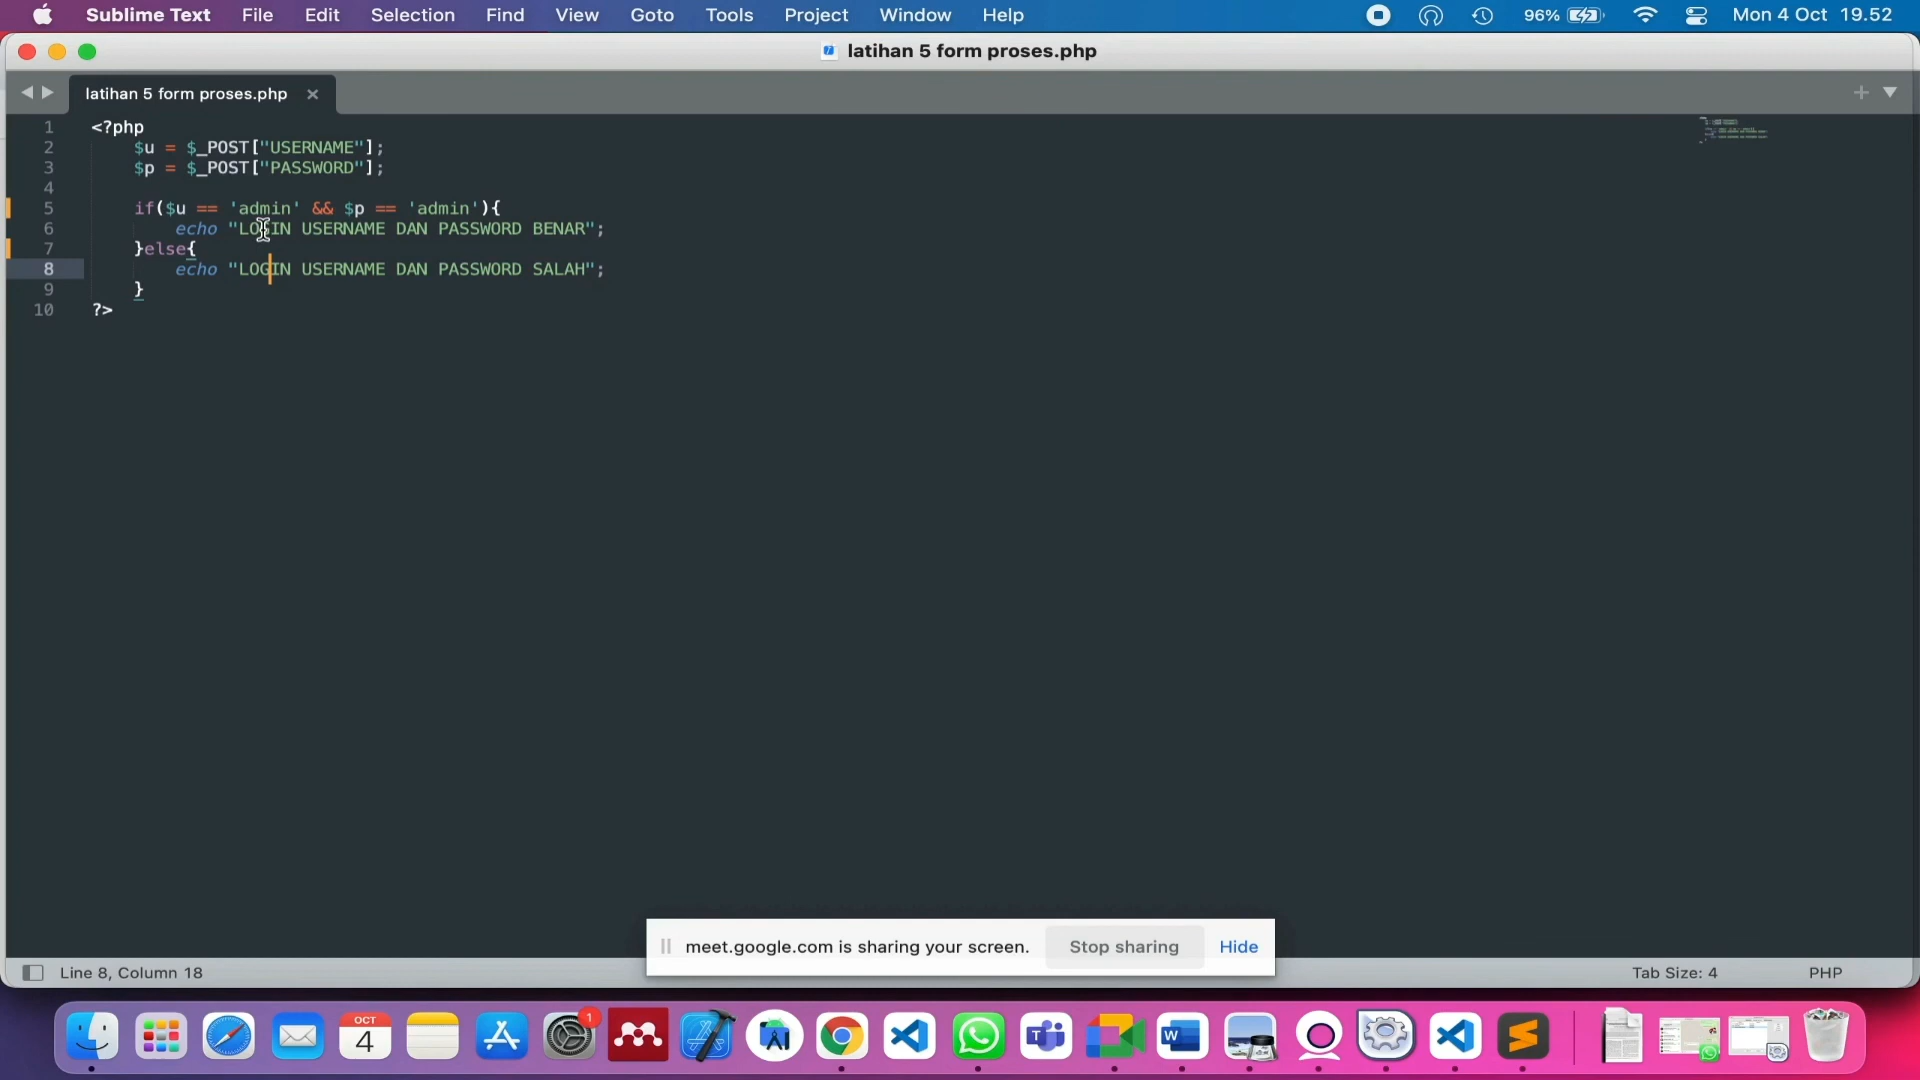 Sublime Text File Edit Selection Find View Goto Tools Project Window Help 96% Mon 4 Oct 19.52
latihan 5 form proses.php
latihan 5 form proses.php
1 <?php
2 $u = $_POST["USERNAME"];
3 $p = $_POST["PASSWORD"];
4
5 if($u == 'admin' && $p == 'admin'){
6 echo "LOGIN USERNAME DAN PASSWORD BENAR";
7 }else{
8 echo "LOGIN USERNAME DAN PASSWORD SALAH";
9 }
10 ?>
meet.google.com is sharing your screen. Stop sharing Hide
Line 8, Column 18 Tab Size: 4 PHP
OCT
4
1